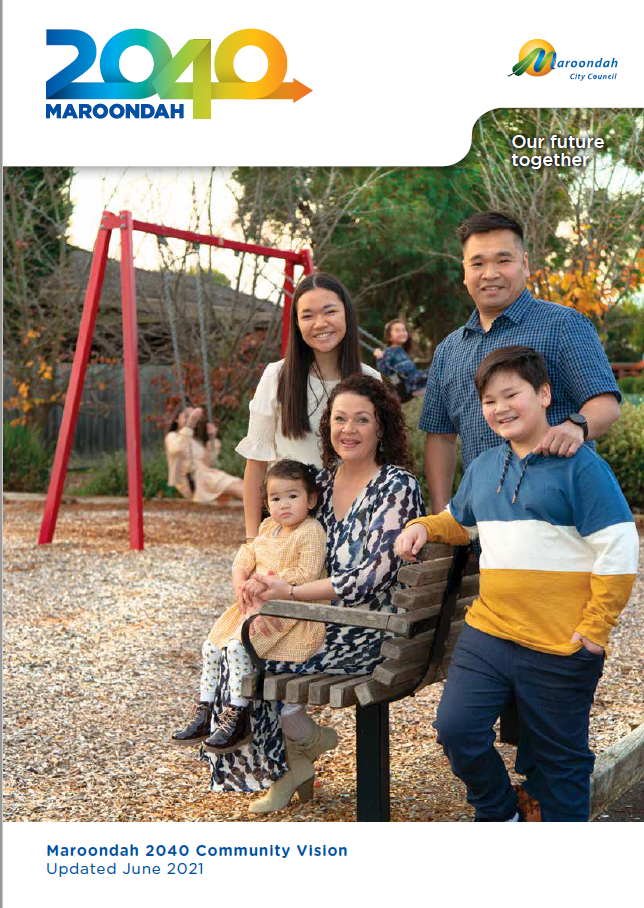 2040
MAROONDAH
Maroondah
City Council
Our future
together
Maroondah 2040 Community Vision
Updated June 2021